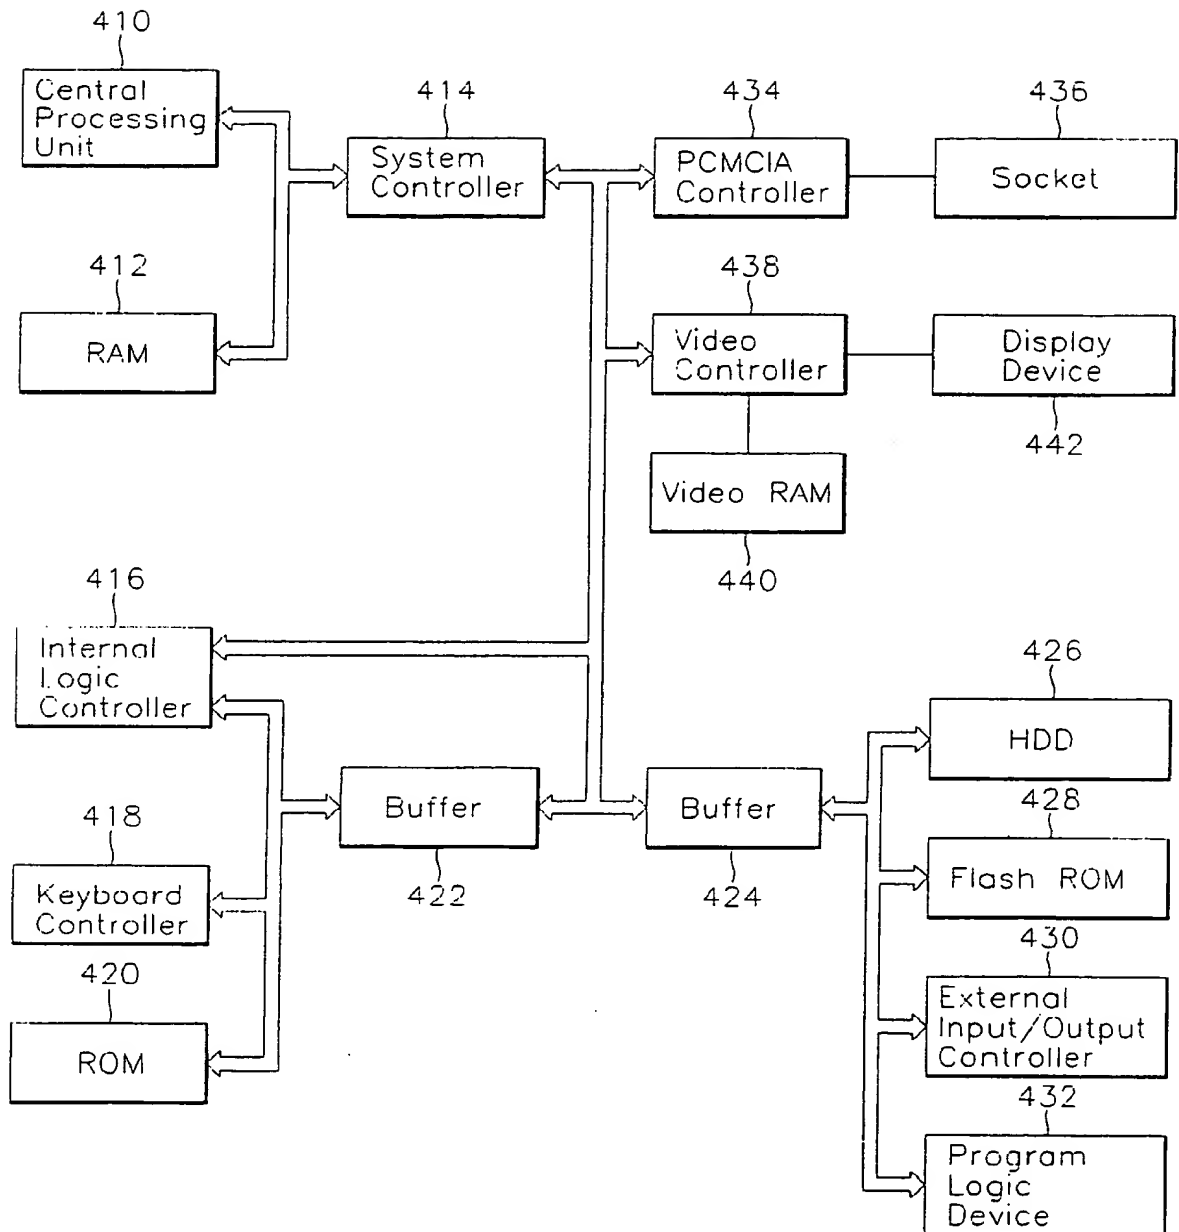 410
Central
Processing
Unit
414
System
Controller
434
PCMCIA
Controller
436
Socket
412
RAM
438
Video
Controller
Display
Device
442
Video RAM
440
416
Internal
Logic
Controller
426
HDD
418
Keyboard
Controller
Buffer
422
Buffer
424
428
Flash ROM
420
ROM
430
External
Input/Output
Controller
432
Program
Logic
Device